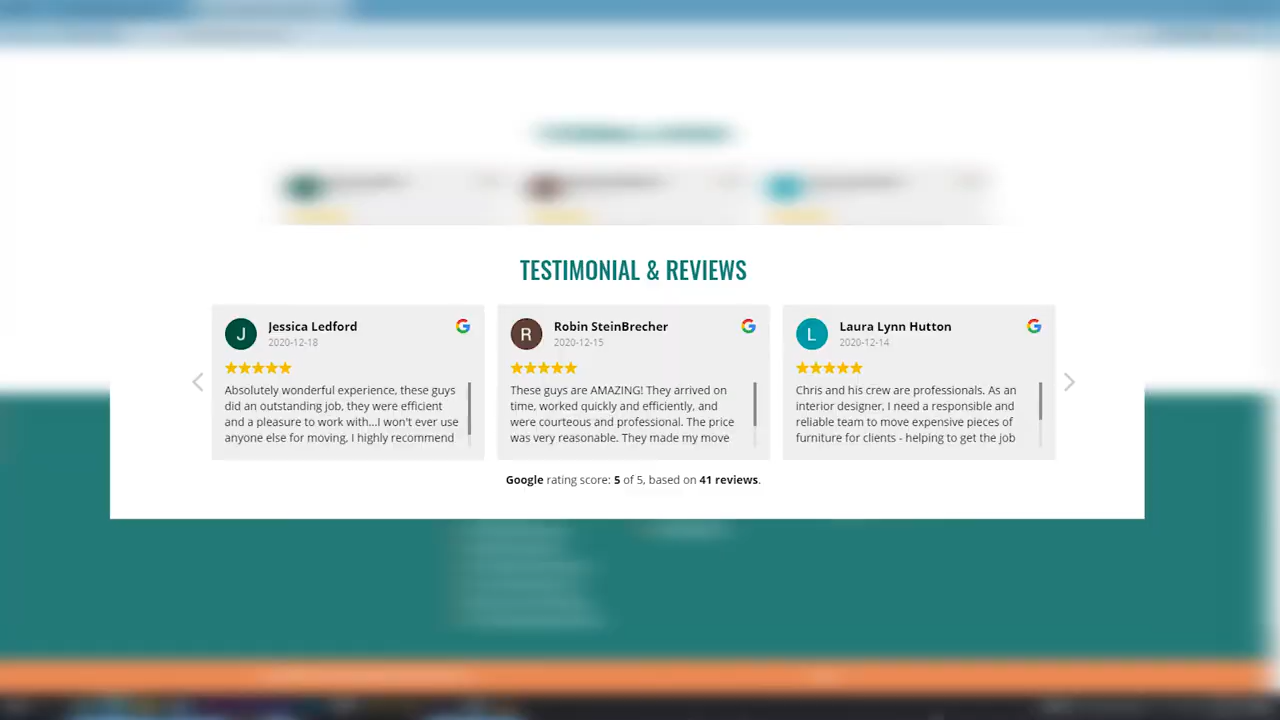 TESTIMONIAL & REVIEWS
J
Jessica Ledford
2020-12-18
Absolutely wonderful experience, these guys
did an outstanding job, they were efficient
and a pleasure to work with...I won't ever use
anyone else for moving, I highly recommend
R
Robin SteinBrecher
2020-12-15
These guys are AMAZING! They arrived on
time, worked quickly and efficiently, and
were courteous and professional. The price
was very reasonable. They made my move
L
Laura Lynn Hutton
2020-12-14
Chris and his crew are professionals. As an
interior designer, I need a responsible and
reliable team to move expensive pieces of
furniture for clients - helping to get the job
Google rating score: 5 of 5, based on 41 reviews.